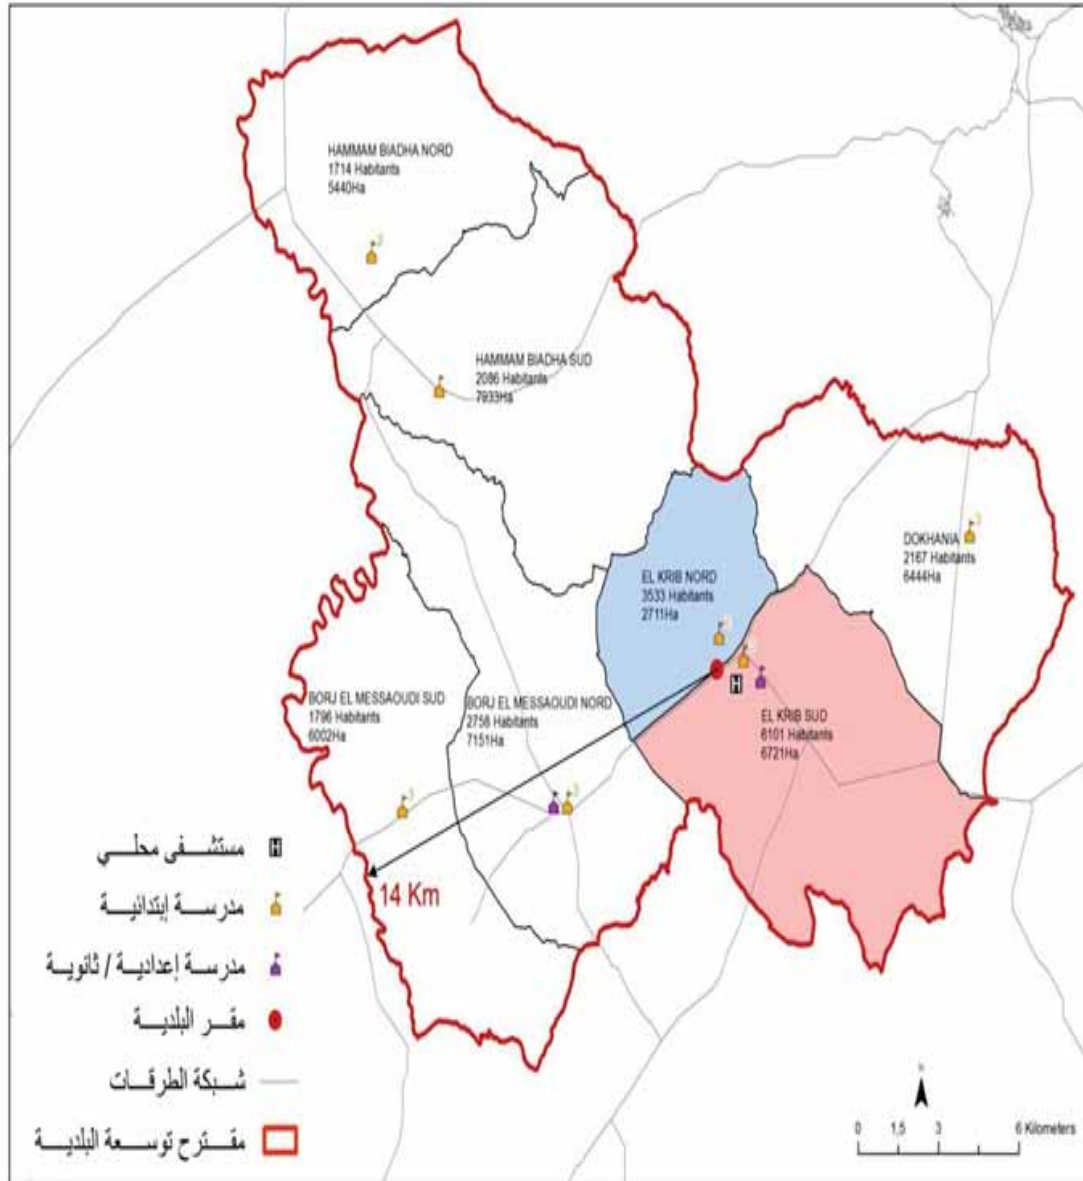 HAMMAM BIADHA NORD
1714 Habitants
5440Ha
HAMMAM BIADHA SUD
2086 Habitants
7933Ha
DOKHANIA
2167 Habitants
6444Ha
EL KRIB NORD
3533 Habitants
2711Ha
BORJ EL MESSAOUDI SUD
1796 Habitants
6002Ha
BORJ EL MESSAOUDI NORD
2758 Habitants
7151Ha
EL KRIB SUD
6101 Habitants
6721Ha
14 Km
H
مستشفى محلي
H
مدرسة إبتدائية
مدرسة إعدادية / ثانوية
مقر البلدية
شبكة الطرقات
مقترح توسعة البلدية
0 1,5 3 6 Kilometers